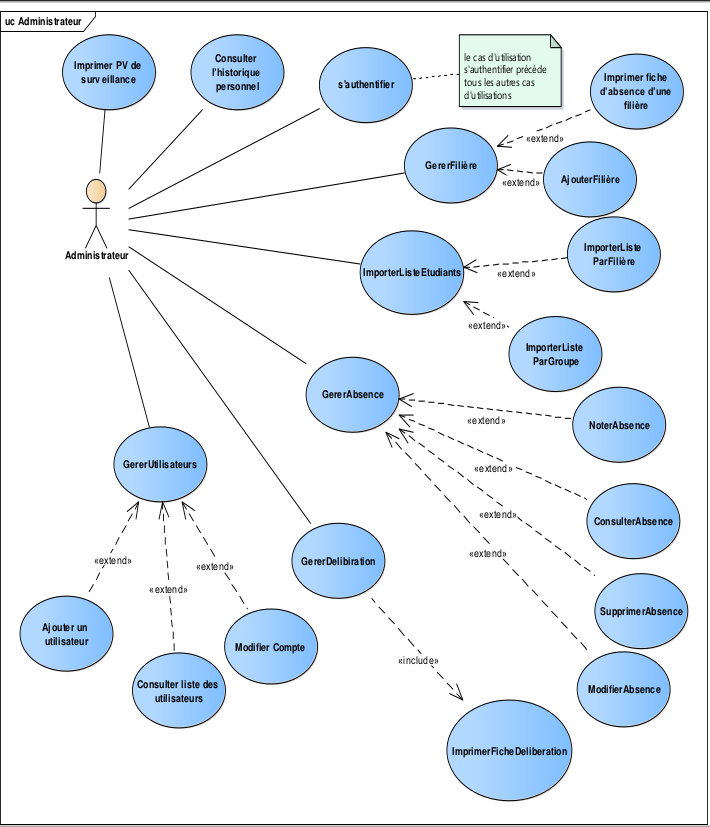 uc Administrateur
Imprimer PV de
surveillance
Consulter
l'historique
personnel
s'authentifier
le cas d'utilisation
s'authentifier précède
tous les autres cas
d'utilisations
Imprimer fiche
d'absence d'une
filière
«extend»
GererFilière
«extend»
AjouterFilière
Administrateur
ImporterListeEtudiants
«extend»
ImporterListe
ParFilière
«extend»
ImporterListe
ParGroupe
GererAbsence
«extend»
NoterAbsence
«extend»
ConsulterAbsence
«extend»
SupprimerAbsence
«extend»
ModifierAbsence
GererUtilisateurs
«extend»
«extend»
«extend»
Ajouter un
utilisateur
Consulter liste des
utilisateurs
Modifier Compte
GererDelibiration
«include»
ImprimerFicheDeliberation